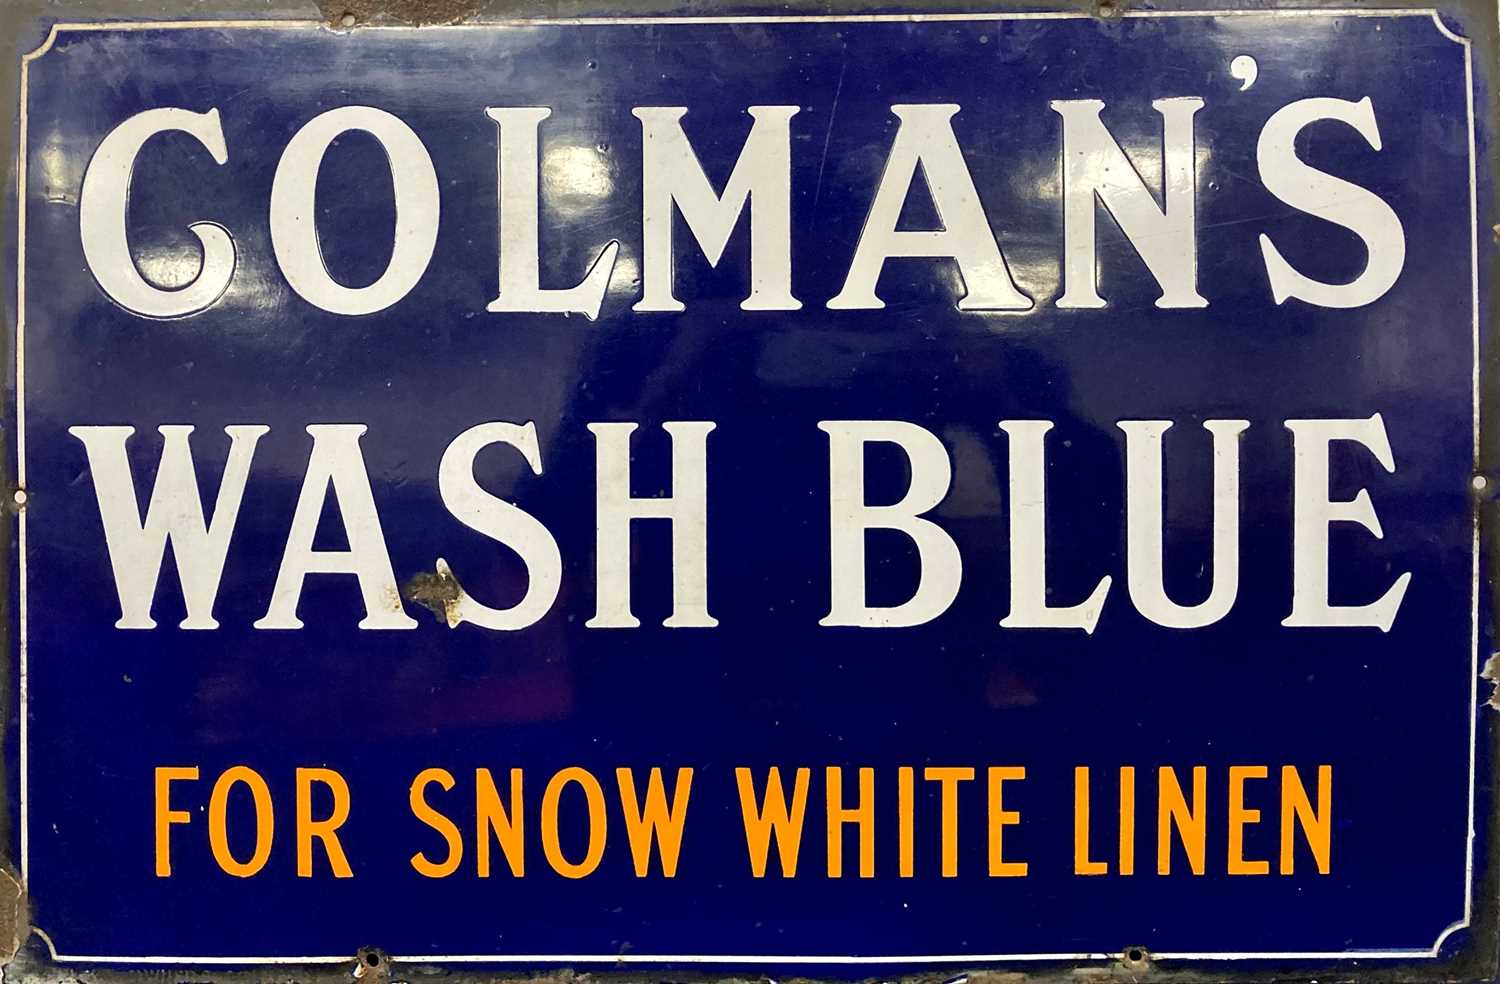 COLMAN'S
WASH BLUE
FOR SNOW WHITE LINEN